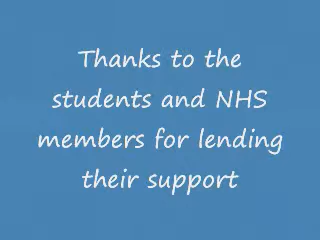 Thanks to the
students and NHS
members for lending
their support